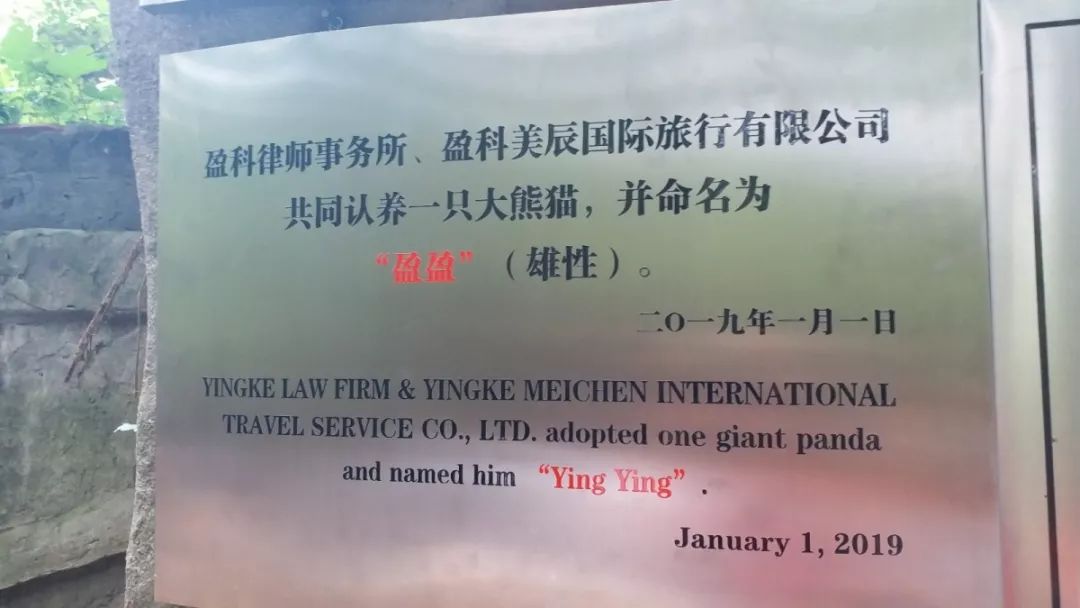 盈科律师事务所、盈科美辰国际旅行有限公司
共同认养一只大熊猫，并命名为
“盈盈”（雄性）。
二O一九年一月一日
YINGKE LAW FIRM & YINGKE MEICHEN INTERNATIONAL
TRAVEL SERVICE CO., LTD. adopted one giant panda
and named him “Ying Ying”.
January 1, 2019